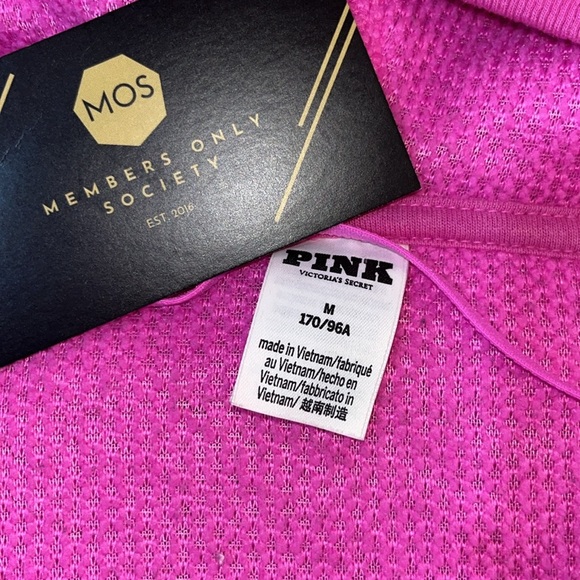 MOS
MEMBERS ONLY
SOCIETY
EST. 2016
PINK
VICTORIA'S SECRET
M
170/96A
made in Vietnam/fabriqué
au Vietnam/hecho en
Vietnam/fabbricato in
Vietnam/ 越南制造